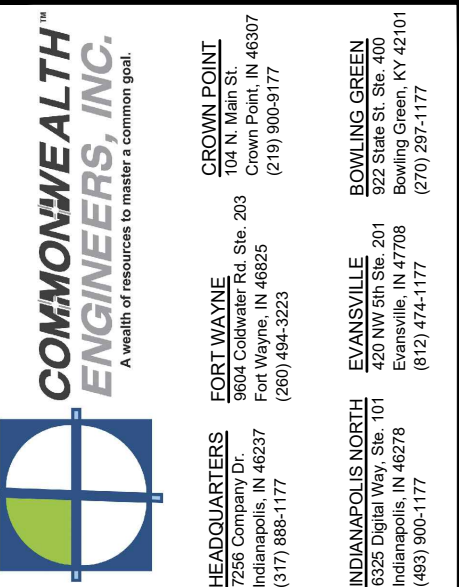 COMMONWEALTH™
ENGINEERS, INC.
A wealth of resources to master a common goal.
HEADQUARTERS
7256 Company Dr.
Indianapolis, IN 46237
(317) 888-1177
FORT WAYNE
9604 Coldwater Rd. Ste. 203
Fort Wayne, IN 46825
(260) 494-3223
CROWN POINT
104 N. Main St.
Crown Point, IN 46307
(219) 900-9177
INDIANAPOLIS NORTH
6325 Digital Way, Ste. 101
Indianapolis, IN 46278
(493) 900-1177
EVANSVILLE
420 NW 5th Ste. 201
Evansville, IN 47708
(812) 474-1177
BOWLING GREEN
922 State St. Ste. 400
Bowling Green, KY 42101
(270) 297-1177